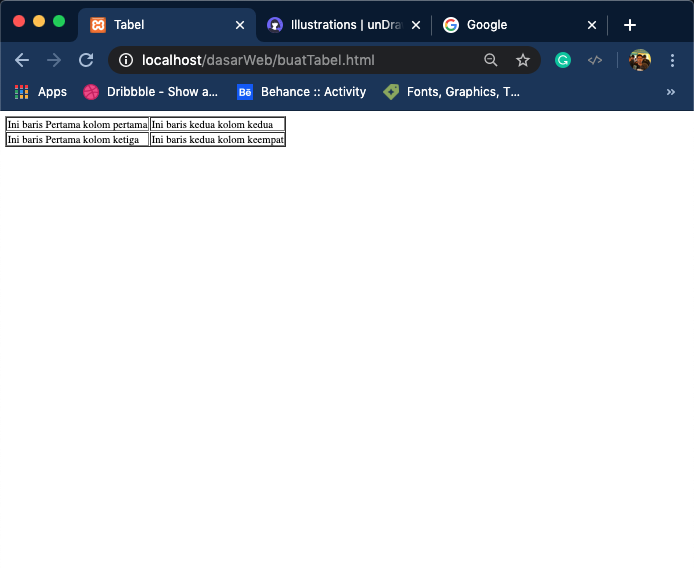 Tabel
Illustrations | unDra
Google
localhost/dasarWeb/buatTabel.html
Apps
Dribbble - Show a...
Bē
Behance :: Activity
Fonts, Graphics, T...
»
Ini baris Pertama kolom pertama Ini baris kedua kolom kedua
Ini baris Pertama kolom ketiga Ini baris kedua kolom keempat